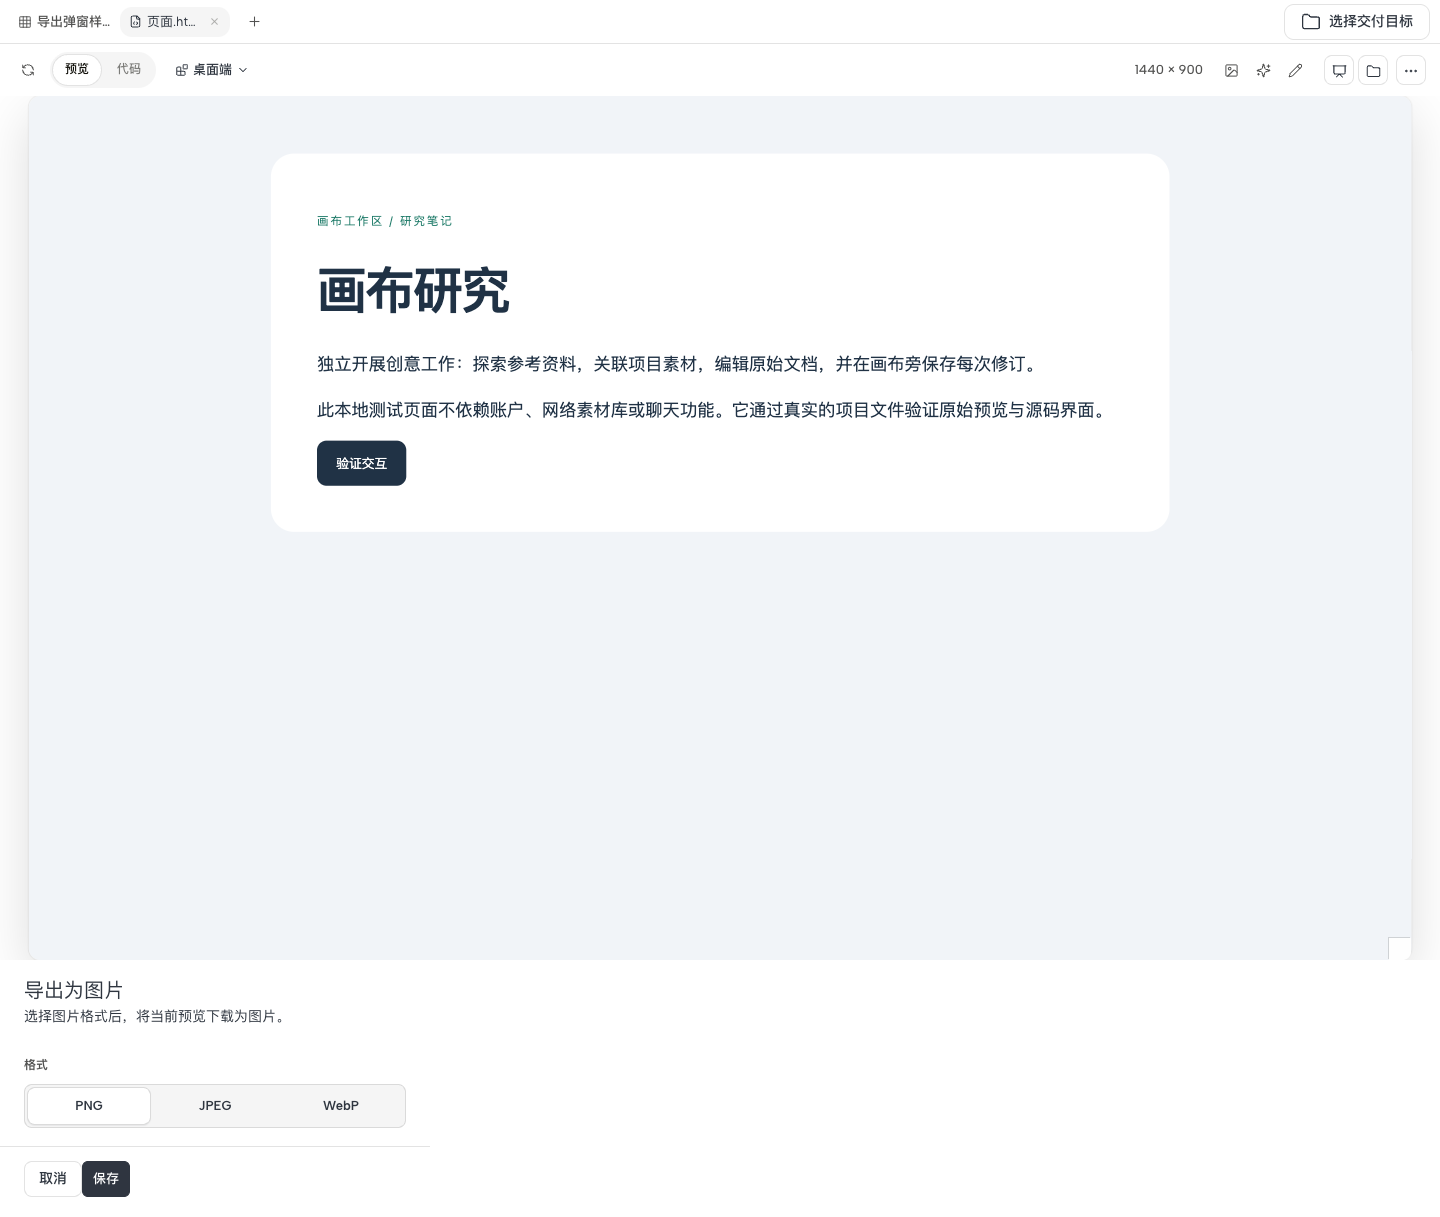 导出弹窗样...
页面.ht...
选择交付目标
预览
代码
桌面端
1440 × 900
画布工作区 / 研究笔记
画布研究
独立开展创意工作：探索参考资料，关联项目素材，编辑原始文档，并在画布旁保存每次修订。
此本地测试页面不依赖账户、网络素材库或聊天功能。它通过真实的项目文件验证原始预览与源码界面。
验证交互
导出为图片
选择图片格式后，将当前预览下载为图片。
格式
PNG
JPEG
WebP
取消
保存